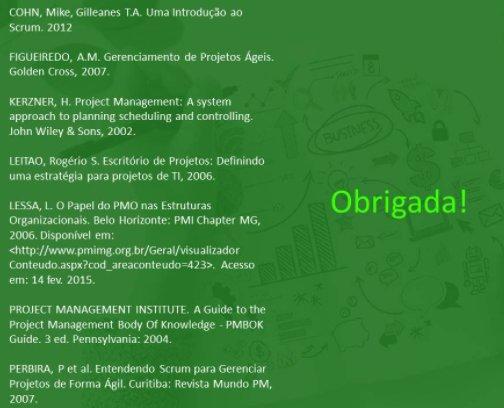 COHN, Mike, Gilleanes T.A. Uma Introdução ao
Scrum. 2012
FIGUEIREDO, A.M. Gerenciamento de Projetos Ágeis.
Golden Cross, 2007.
KERZNER, H. Project Management: A system
approach to planning scheduling and controlling.
John Wiley & Sons, 2002.
LEITAO, Rogério S. Escritório de Projetos: Definindo
uma estratégia para projetos de TI, 2006.
LESSA, L. O Papel do PMO nas Estruturas
Organizacionais. Belo Horizonte: PMI Chapter MG,
2006. Disponível em:
<http://www.pmimg.org.br/Geral/visualizador
Conteudo.aspx?cod_areaconteudo=423>. Acesso
em: 14 fev. 2015.
PROJECT MANAGEMENT INSTITUTE. A Guide to the
Project Management Body Of Knowledge - PMBOK
Guide. 3 ed. Pennsylvania: 2004.
PERBIRA, P et al. Entendendo Scrum para Gerenciar
Projetos de Forma Ágil. Curitiba: Revista Mundo PM,
2007.
BUSINESS
Obrigada!